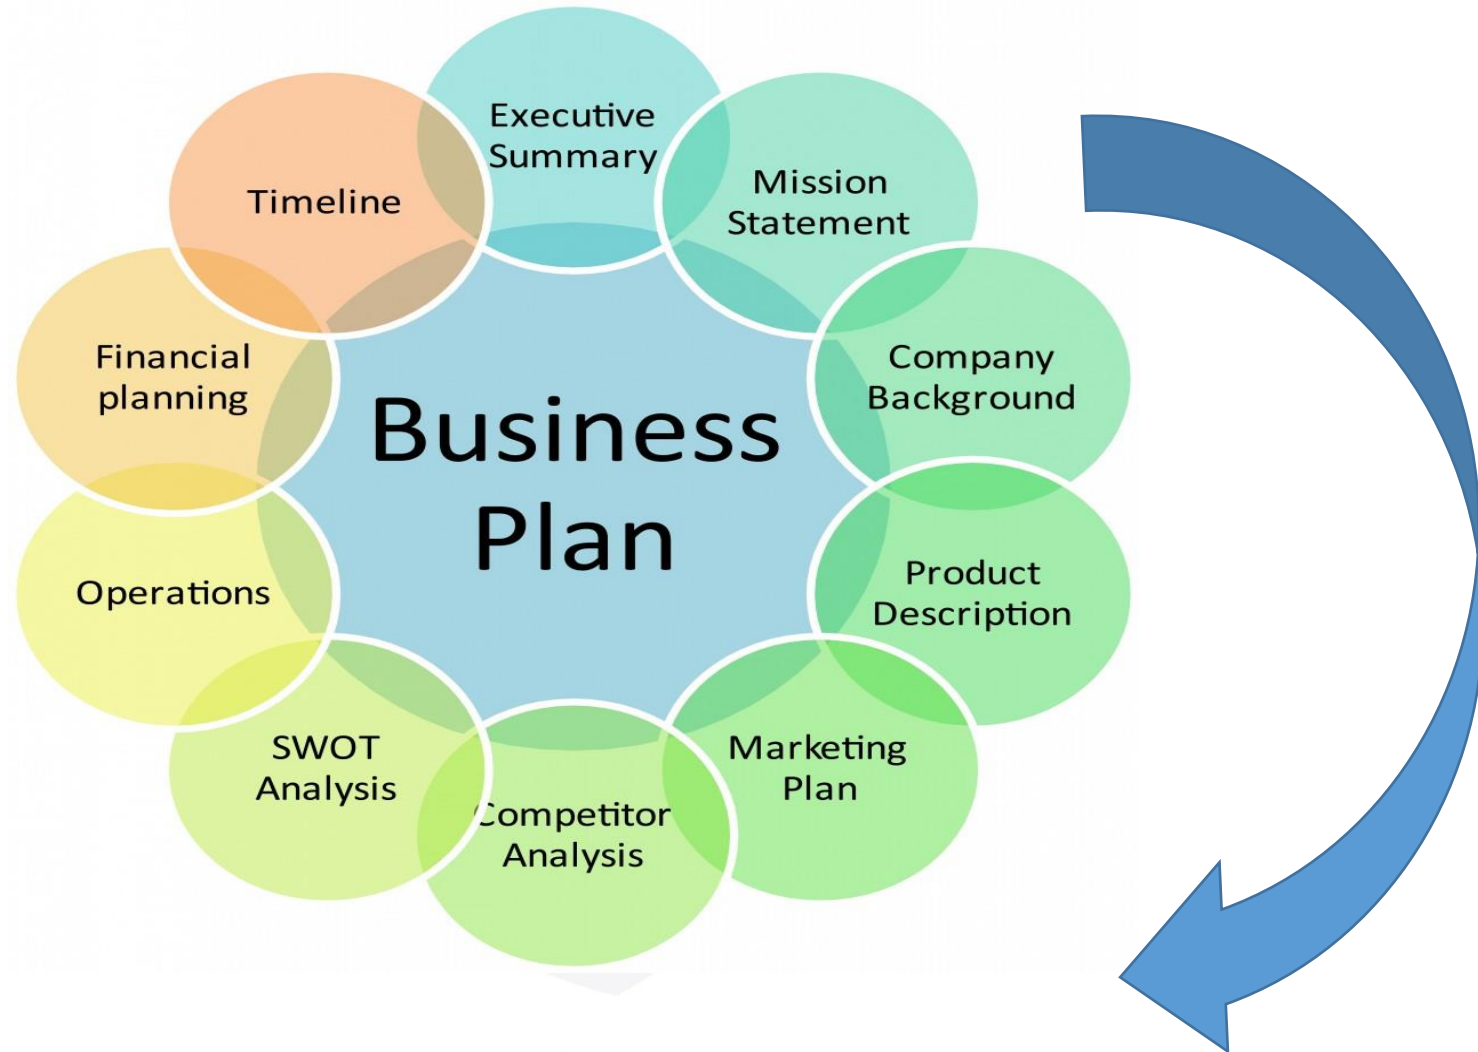 Executive
Summary
Mission
Statement
Company
Background
Product
Description
Marketing
Plan
Competitor
Analysis
SWOT
Analysis
Operations
Financial
planning
Timeline
Business
Plan